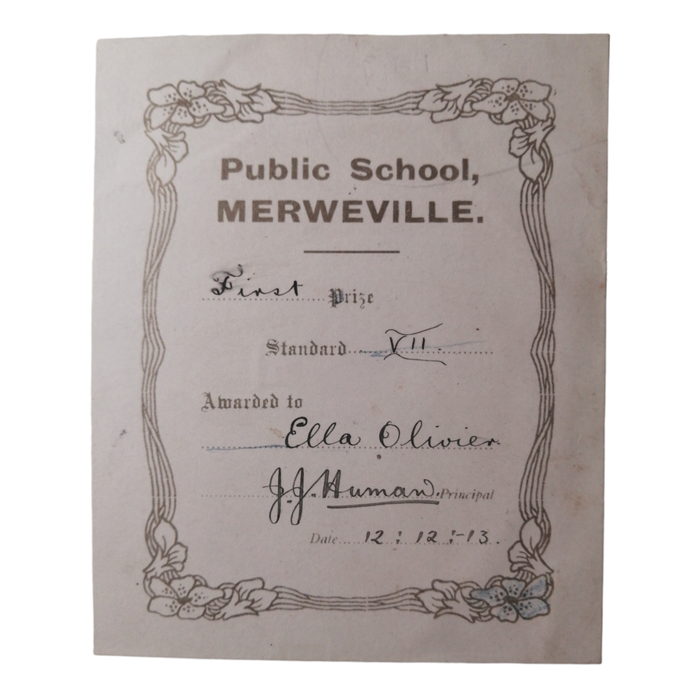 Public School,
MERWEVILLE.
First Prize
Standard VII.
Awarded to
Ella Olivier
J.J. Human. Principal
Date 12:12:-13.